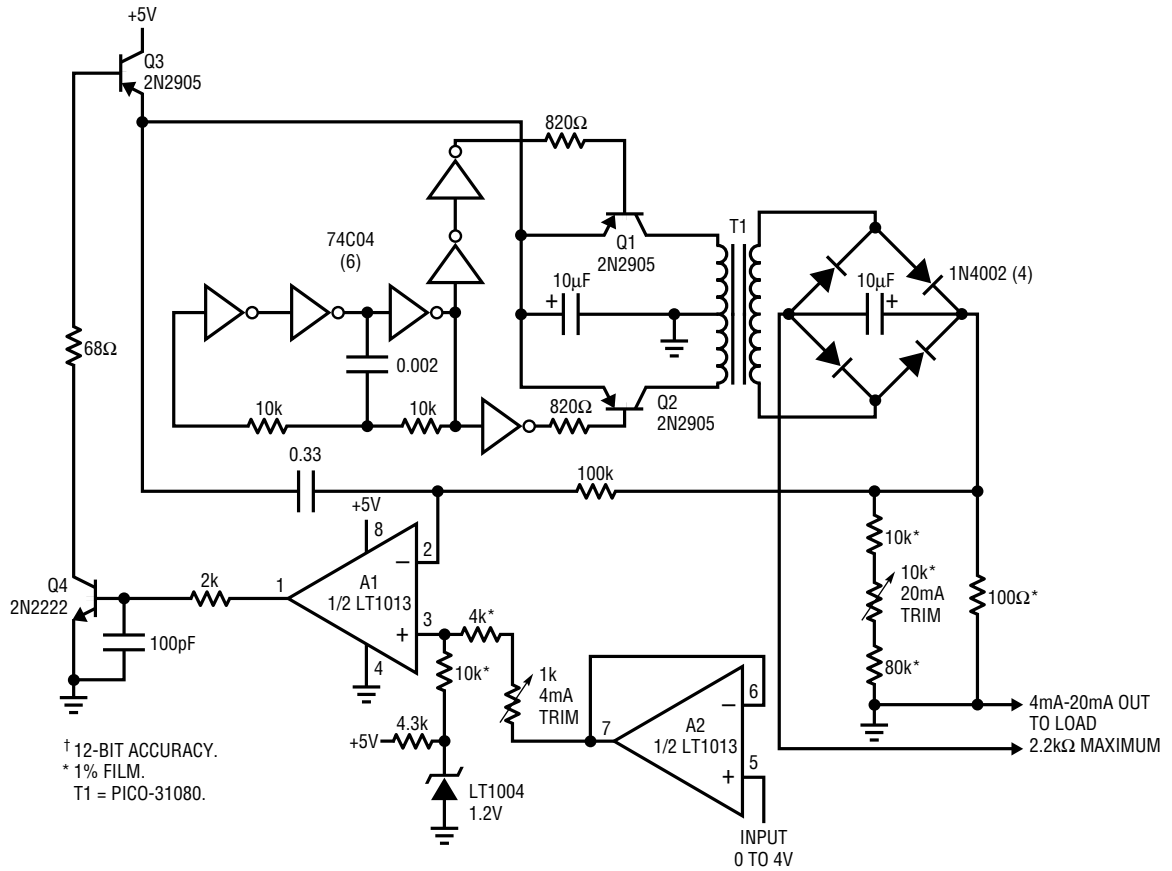 +5V
Q3
2N2905
820Ω
74C04
(6)
Q1
2N2905
T1
10µF
+
10µF
+
1N4002 (4)
68Ω
0.002
10k
10k
820Ω
Q2
2N2905
0.33
100k
+5V
8
2
−
A1
1/2 LT1013
1
3
+
4
2k
Q4
2N2222
100pF
4k*
10k*
1k
4mA
TRIM
4.3k
+5V
LT1004
1.2V
10k*
10k*
20mA
TRIM
80k*
100Ω*
6
−
A2
1/2 LT1013
7
5
+
INPUT
0 TO 4V
4mA-20mA OUT
TO LOAD
2.2kΩ MAXIMUM
† 12-BIT ACCURACY.
* 1% FILM.
T1 = PICO-31080.